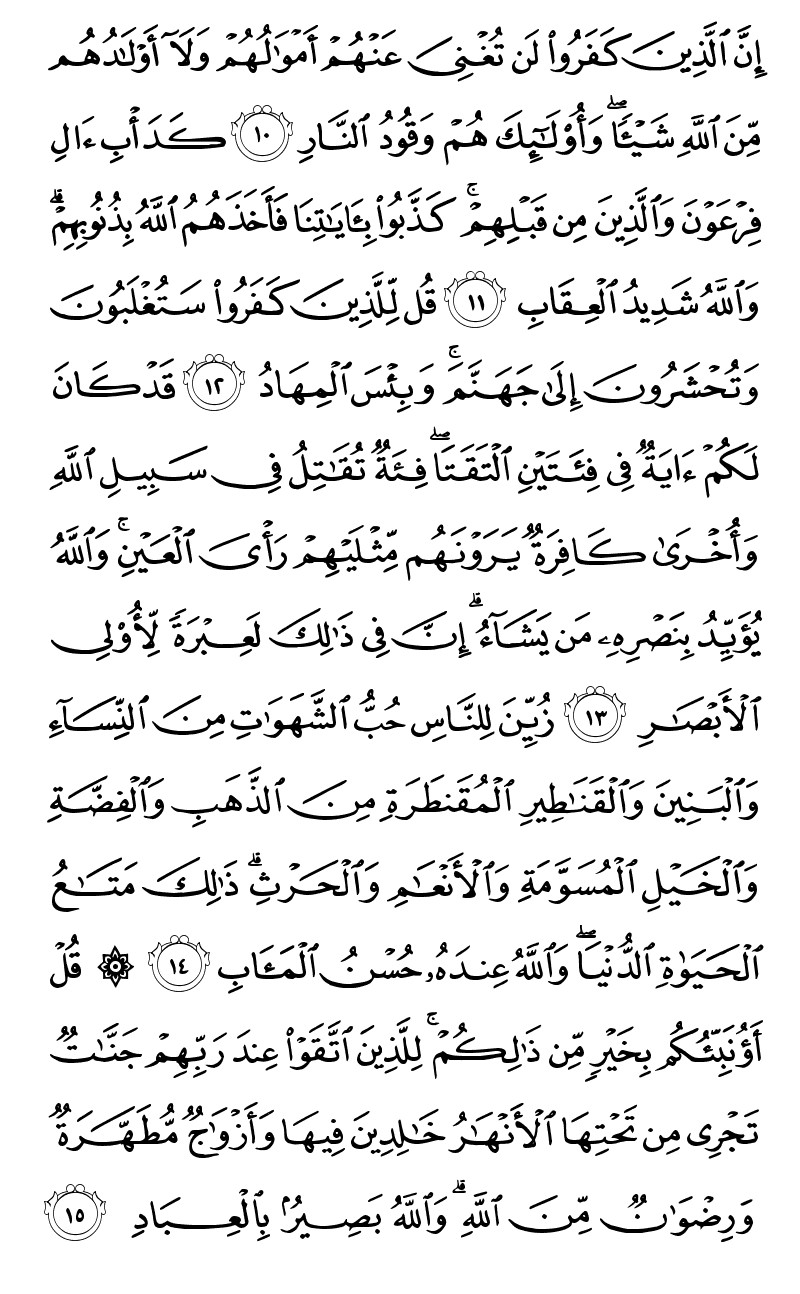 إِنَّ ٱلَّذِينَ كَفَرُوا۟ لَن تُغْنِىَ عَنْهُمْ أَمْوَٰلُهُمْ وَلَآ أَوْلَـٰدُهُم
مِّنَ ٱللَّهِ شَيْـًٔا ۖ وَأُو۟لَـٰٓئِكَ هُمْ وَقُودُ ٱلنَّارِ ١٠ كَدَأْبِ ءَالِ
فِرْعَوْنَ وَٱلَّذِينَ مِن قَبْلِهِمْ ۚ كَذَّبُوا۟ بِـَٔايَـٰتِنَا فَأَخَذَهُمُ ٱللَّهُ بِذُنُوبِهِمْ ۗ
وَٱللَّهُ شَدِيدُ ٱلْعِقَابِ ١١ قُل لِّلَّذِينَ كَفَرُوا۟ سَتُغْلَبُونَ
وَتُحْشَرُونَ إِلَىٰ جَهَنَّمَ ۚ وَبِئْسَ ٱلْمِهَادُ ١٢ قَدْ كَانَ
لَكُمْ ءَايَةٌ فِى فِئَتَيْنِ ٱلْتَقَتَا ۖ فِئَةٌ تُقَـٰتِلُ فِى سَبِيلِ ٱللَّهِ
وَأُخْرَىٰ كَافِرَةٌ يَرَوْنَهُم مِّثْلَيْهِمْ رَأْىَ ٱلْعَيْنِ ۚ وَٱللَّهُ
يُؤَيِّدُ بِنَصْرِهِۦ مَن يَشَآءُ ۗ إِنَّ فِى ذَٰلِكَ لَعِبْرَةً لِّأُو۟لِى
ٱلْأَبْصَـٰرِ ١٣ زُيِّنَ لِلنَّاسِ حُبُّ ٱلشَّهَوَٰتِ مِنَ ٱلنِّسَآءِ
وَٱلْبَنِينَ وَٱلْقَنَـٰطِيرِ ٱلْمُقَنطَرَةِ مِنَ ٱلذَّهَبِ وَٱلْفِضَّةِ
وَٱلْخَيْلِ ٱلْمُسَوَّمَةِ وَٱلْأَنْعَـٰمِ وَٱلْحَرْثِ ۗ ذَٰلِكَ مَتَـٰعُ
ٱلْحَيَوٰةِ ٱلدُّنْيَا ۖ وَٱللَّهُ عِندَهُۥ حُسْنُ ٱلْمَـَٔابِ ١٤ ۞ قُلْ
أَؤُنَبِّئُكُم بِخَيْرٍ مِّن ذَٰلِكُمْ ۚ لِلَّذِينَ ٱتَّقَوْا۟ عِندَ رَبِّهِمْ جَنَّـٰتٌ
تَجْرِى مِن تَحْتِهَا ٱلْأَنْهَـٰرُ خَـٰلِدِينَ فِيهَا وَأَزْوَٰجٌ مُّطَهَّرَةٌ
وَرِضْوَٰنٌ مِّنَ ٱللَّهِ ۗ وَٱللَّهُ بَصِيرٌۢ بِٱلْعِبَادِ ١٥